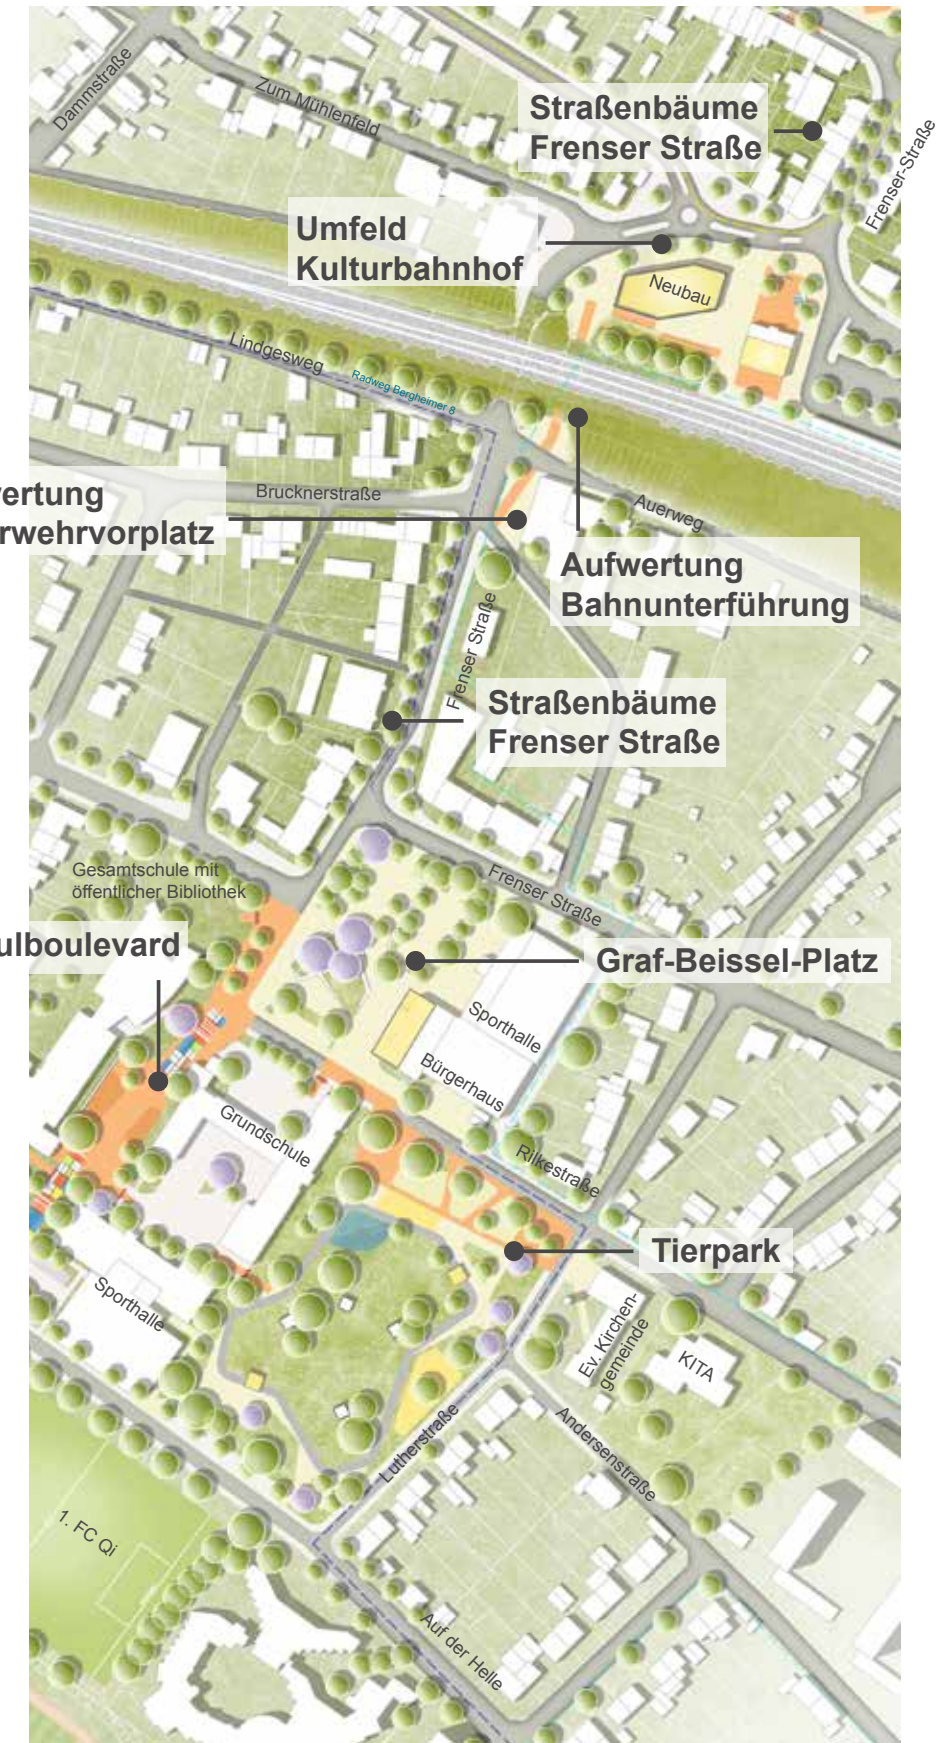 Dammstraße
Zum Mühlenfeld
Straßenbäume
Frenser Straße
Frenser-Straße
Umfeld
Kulturbahnhof
Neubau
Lindgesweg
Radweg Bergheimer 8
Brucknerstraße
Auerweg
wertung
rwehrvorplatz
Aufwertung
Bahnunterführung
Frenser Straße
Straßenbäume
Frenser Straße
Gesamtschule mit
öffentlicher Bibliothek
Frenser Straße
ulboulevard
Graf-Beissel-Platz
Sporthalle
Bürgerhaus
Grundschule
Rilkestraße
Tierpark
Sporthalle
Ev. Kirchen-
gemeinde
KITA
Lutherstraße
Andersenstraße
1. FC Qi
Auf der Helle